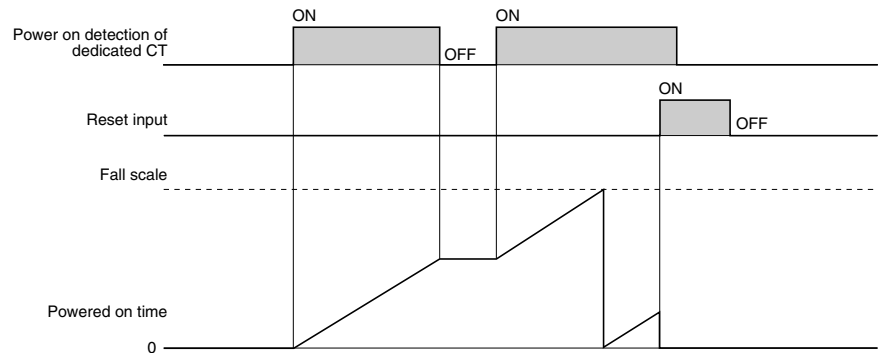 ON
ON
Power on detection of
dedicated CT
OFF
ON
Reset input
OFF
Fall scale
Powered on time
0